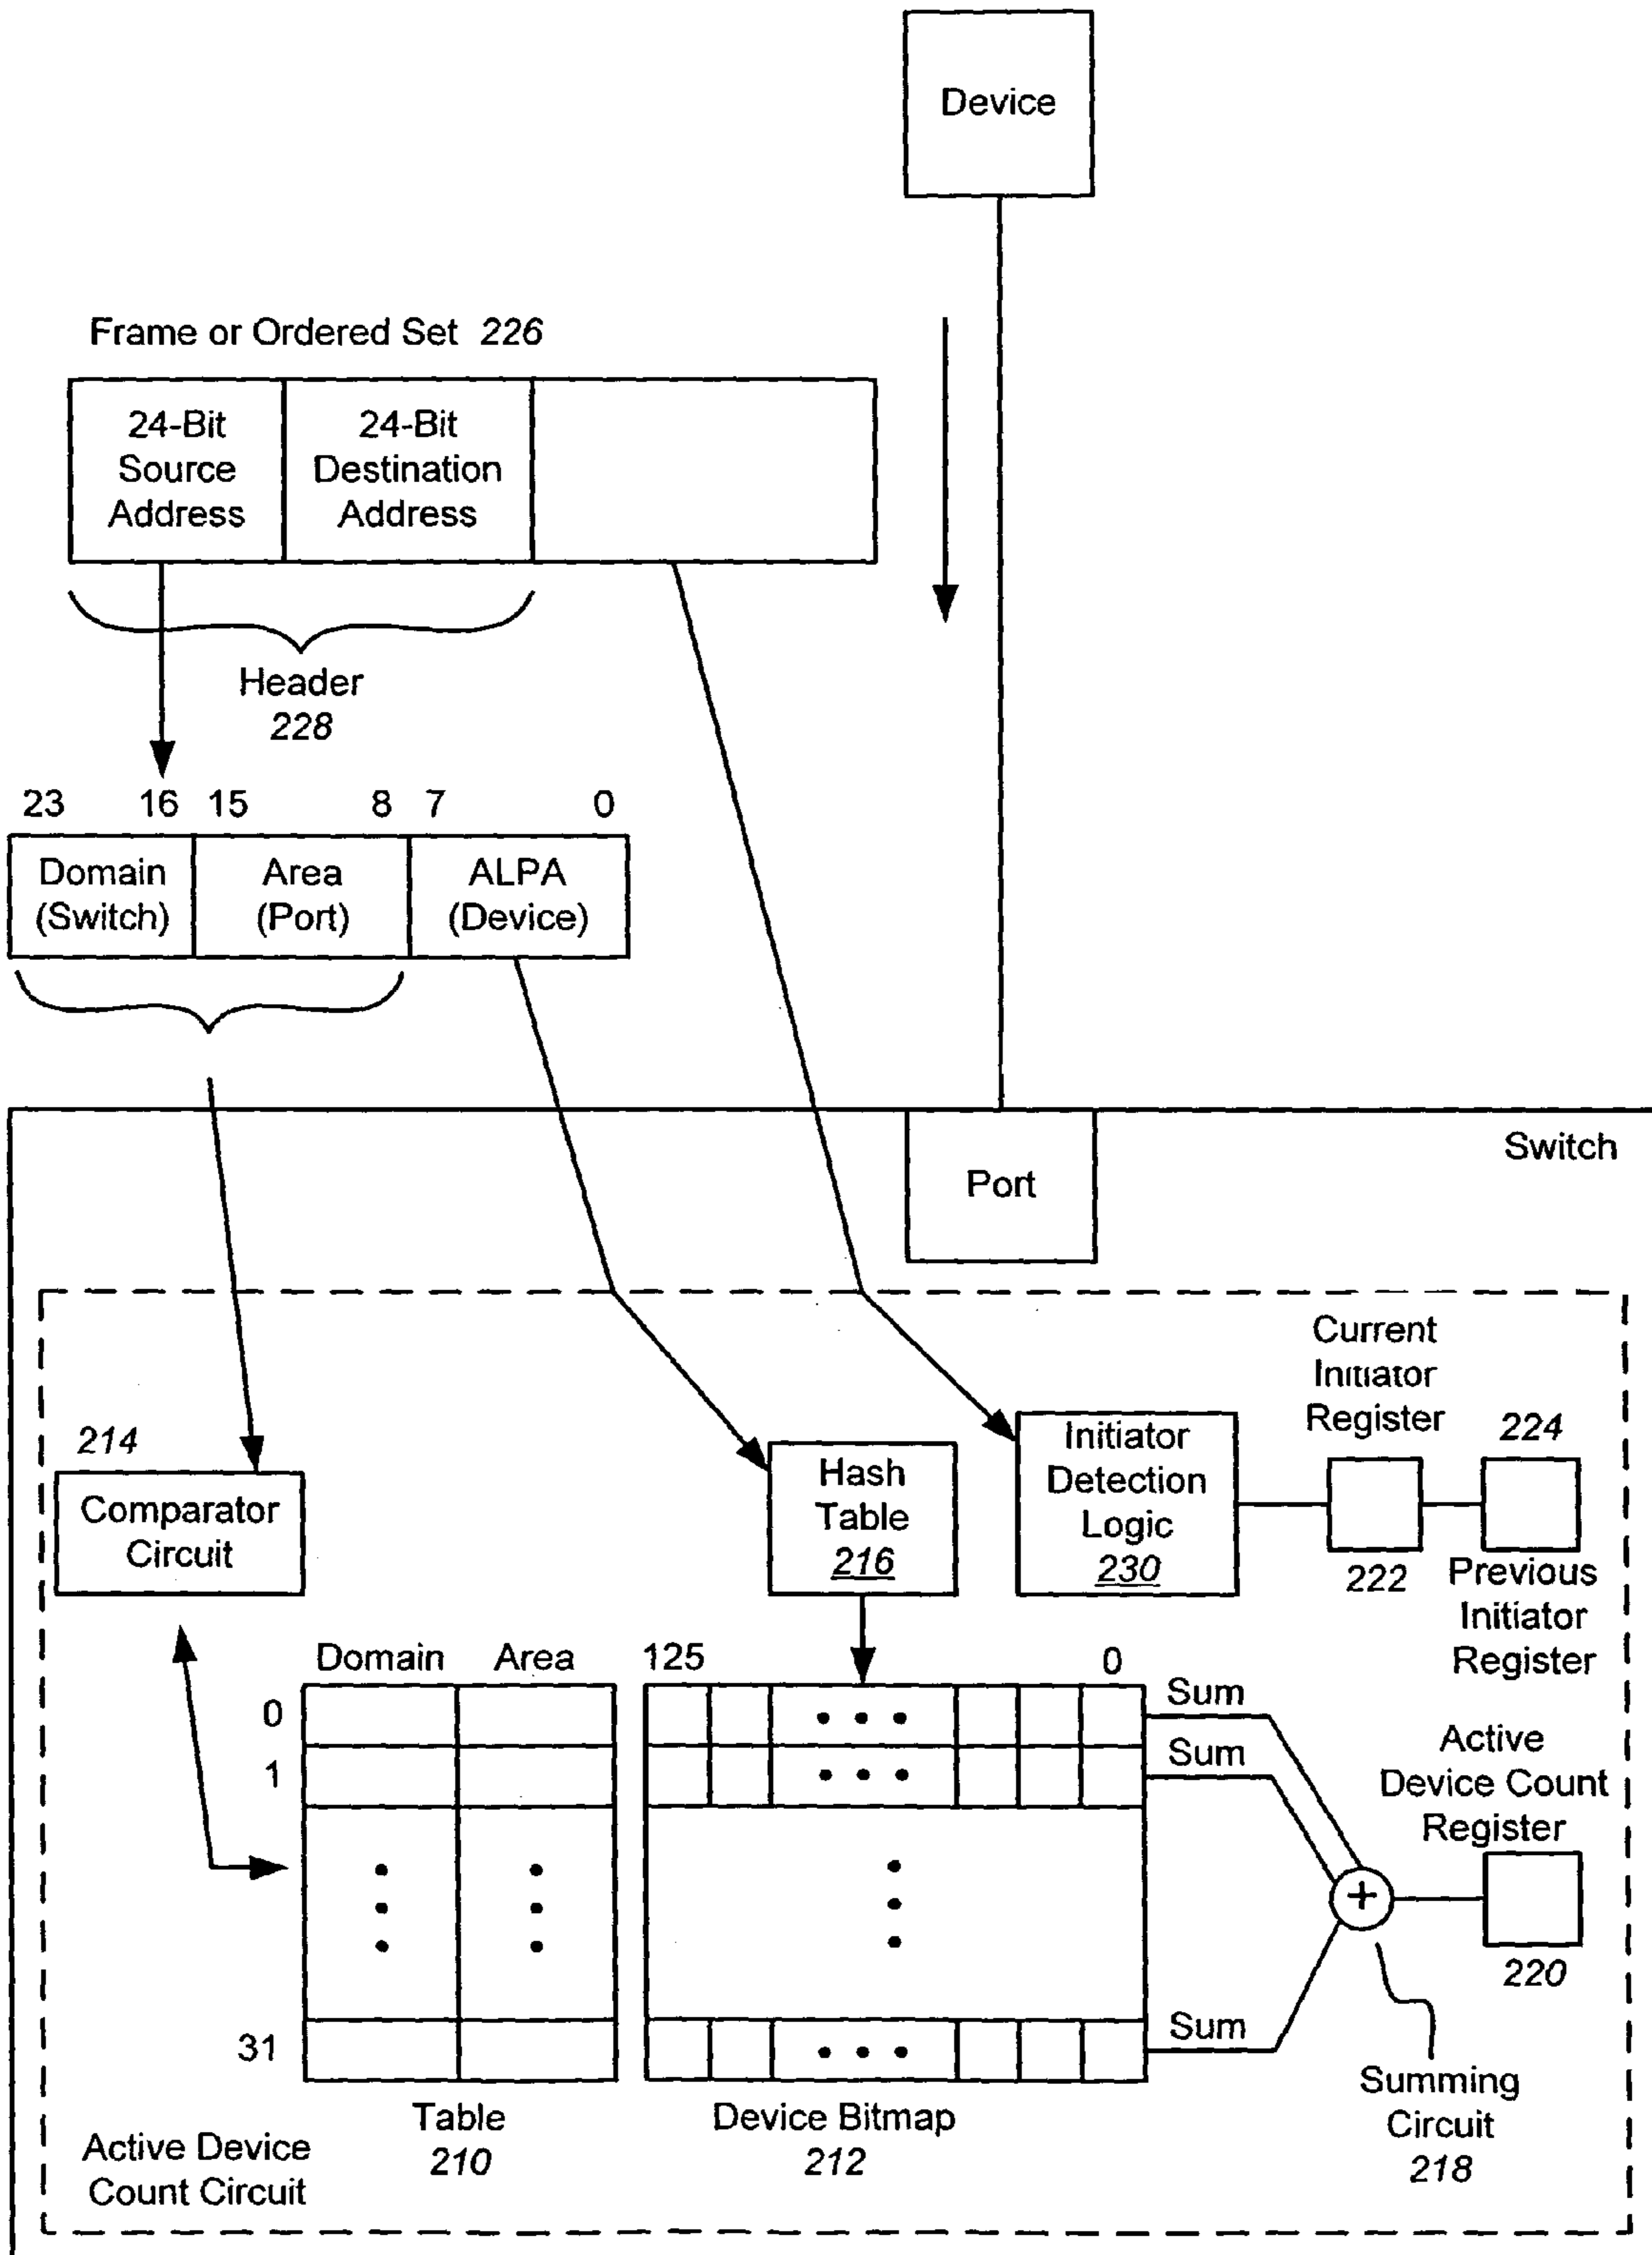 Device
Frame or Ordered Set 226
24-Bit
Source
Address
24-Bit
Destination
Address
Header
228
23 16 15 8 7 0
Domain
(Switch)
Area
(Port)
ALPA
(Device)
Switch
Port
Current
Initiator
Register
224
214
Comparator
Circuit
Hash
Table
216
Initiator
Detection
Logic
230
222
Previous
Initiator
Register
Domain Area
125 0
0
1
31
Sum
Sum
Sum
Active
Device Count
Register
+
220
Summing
Circuit
218
Table
210
Device Bitmap
212
Active Device
Count Circuit